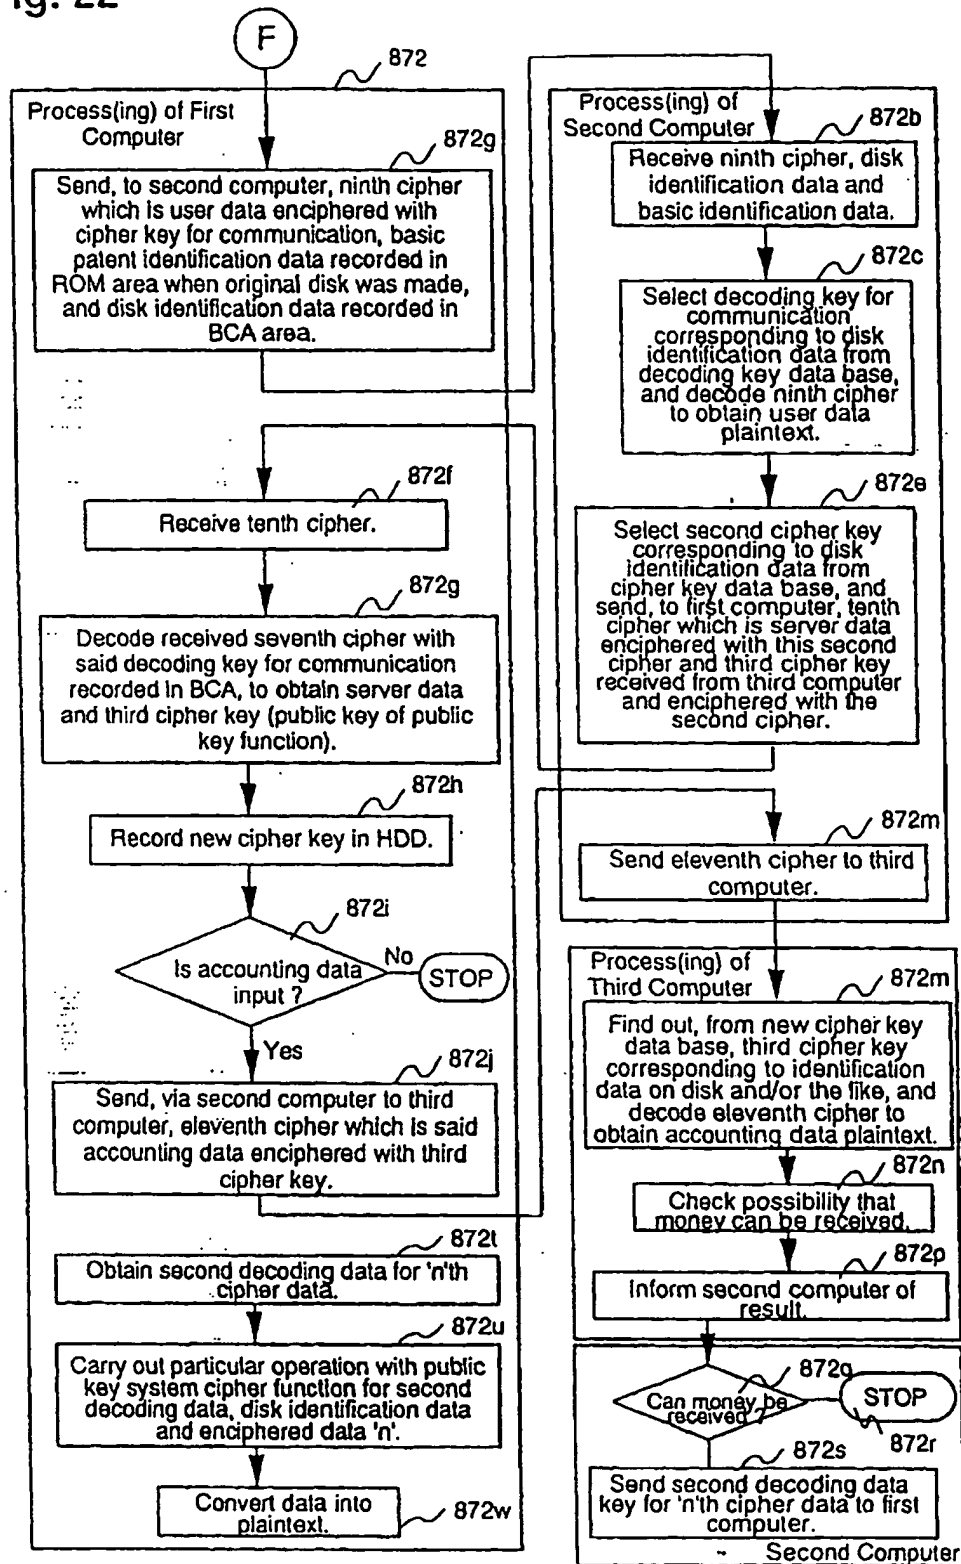 Fig. 22
F
872
Process(ing) of First
Computer
872g
Send, to second computer, ninth cipher
which is user data enciphered with
cipher key for communication, basic
patent identification data recorded in
ROM area when original disk was made,
and disk identification data recorded in
BCA area.
872f
Receive tenth cipher.
872g
Decode received seventh cipher with
said decoding key for communication
recorded in BCA, to obtain server data
and third cipher key (public key of public
key function).
872h
Record new cipher key in HDD.
872i
Is accounting data
input ?
No
STOP
Yes
872j
Send, via second computer to third
computer, eleventh cipher which is said
accounting data enciphered with third
cipher key.
872t
Obtain second decoding data for 'n'th
cipher data.
872u
Carry out particular operation with public
key system cipher function for second
decoding data, disk identification data
and enciphered data 'n'.
Convert data into
plaintext.
872w
Process(ing) of
Second Computer
872b
Receive ninth cipher, disk
identification data and
basic identification data.
872c
Select decoding key for
communication
corresponding to disk
identification data from
decoding key data base,
and decode ninth cipher
to obtain user data
plaintext.
872e
Select second cipher key
corresponding to disk
identification data from
cipher key data base, and
send, to first computer, tenth
cipher which is server data
enciphered with this second
cipher and third cipher key
received from third computer
and enciphered with the
second cipher.
872m
Send eleventh cipher to third
computer.
Process(ing) of
Third Computer
872m
Find out, from new cipher key
data base, third cipher key
corresponding to identification
data on disk and/or the like, and
decode eleventh cipher to
obtain accounting data plaintext.
872n
Check possibility that
money can be received.
872p
Inform second computer of
result.
872q
Can money be
received ?
STOP
872r
872s
Send second decoding data
key for 'n'th cipher data to first
computer.
Second Computer